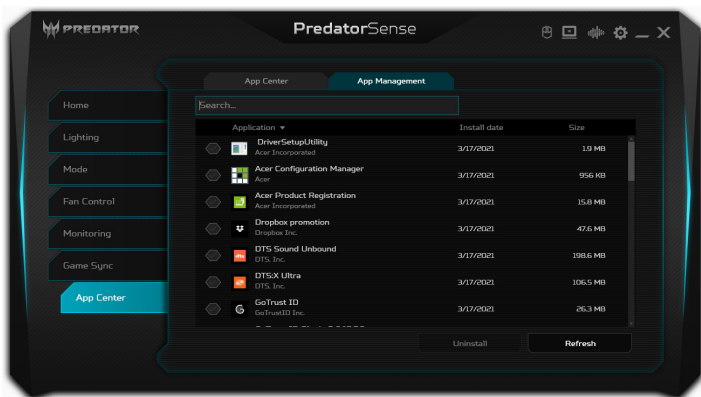 PREDATOR
PredatorSense
App Center
App Management
Home
Lighting
Mode
Fan Control
Monitoring
Game Sync
App Center
Search...
Application Install date Size
DriverSetupUtility
Acer Incorporated
3/17/2021 1.9 MB
Acer Configuration Manager
Acer
3/17/2021 956 KB
Acer Product Registration
Acer Incorporated
3/17/2021 15.8 MB
Dropbox promotion
Dropbox Inc.
3/17/2021 47.6 MB
dts
DTS Sound Unbound
DTS, Inc.
3/17/2021 198.6 MB
DTS:X Ultra
DTS, Inc.
3/17/2021 106.5 MB
G
GoTrust ID
GoTrustID Inc.
3/17/2021 26.3 MB
Uninstall
Refresh